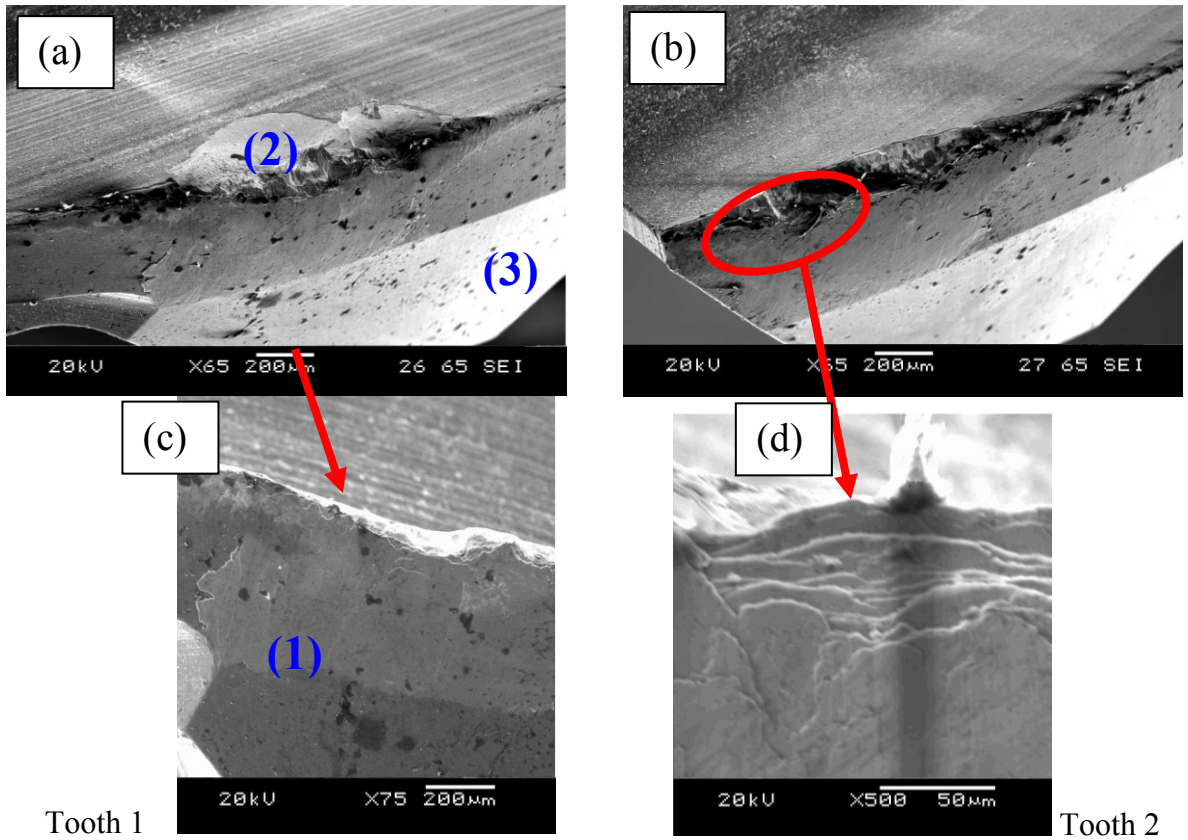 (a)
(2)
(3)
20kV X65 200μm 26 65 SEI
(b)
20kV X65 200μm 27 65 SEI
(c)
(1)
20kV X75 200μm
Tooth 1
(d)
20kV X500 50μm
Tooth 2